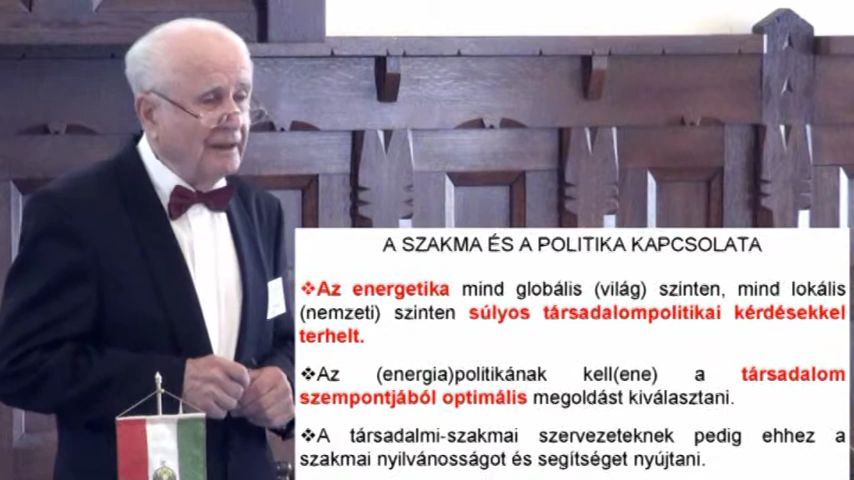 A SZAKMA ÉS A POLITIKA KAPCSOLATA
❖Az energetika mind globális (világ) szinten, mind lokális
(nemzeti) szinten súlyos társadalompolitikai kérdésekkel
terhelt.
❖Az (energia)politikának kell(ene) a társadalom
szempontjából optimális megoldást kiválasztani.
❖A társadalmi-szakmai szervezeteknek pedig ehhez a
szakmai nyilvánosságot és segítséget nyújtani.